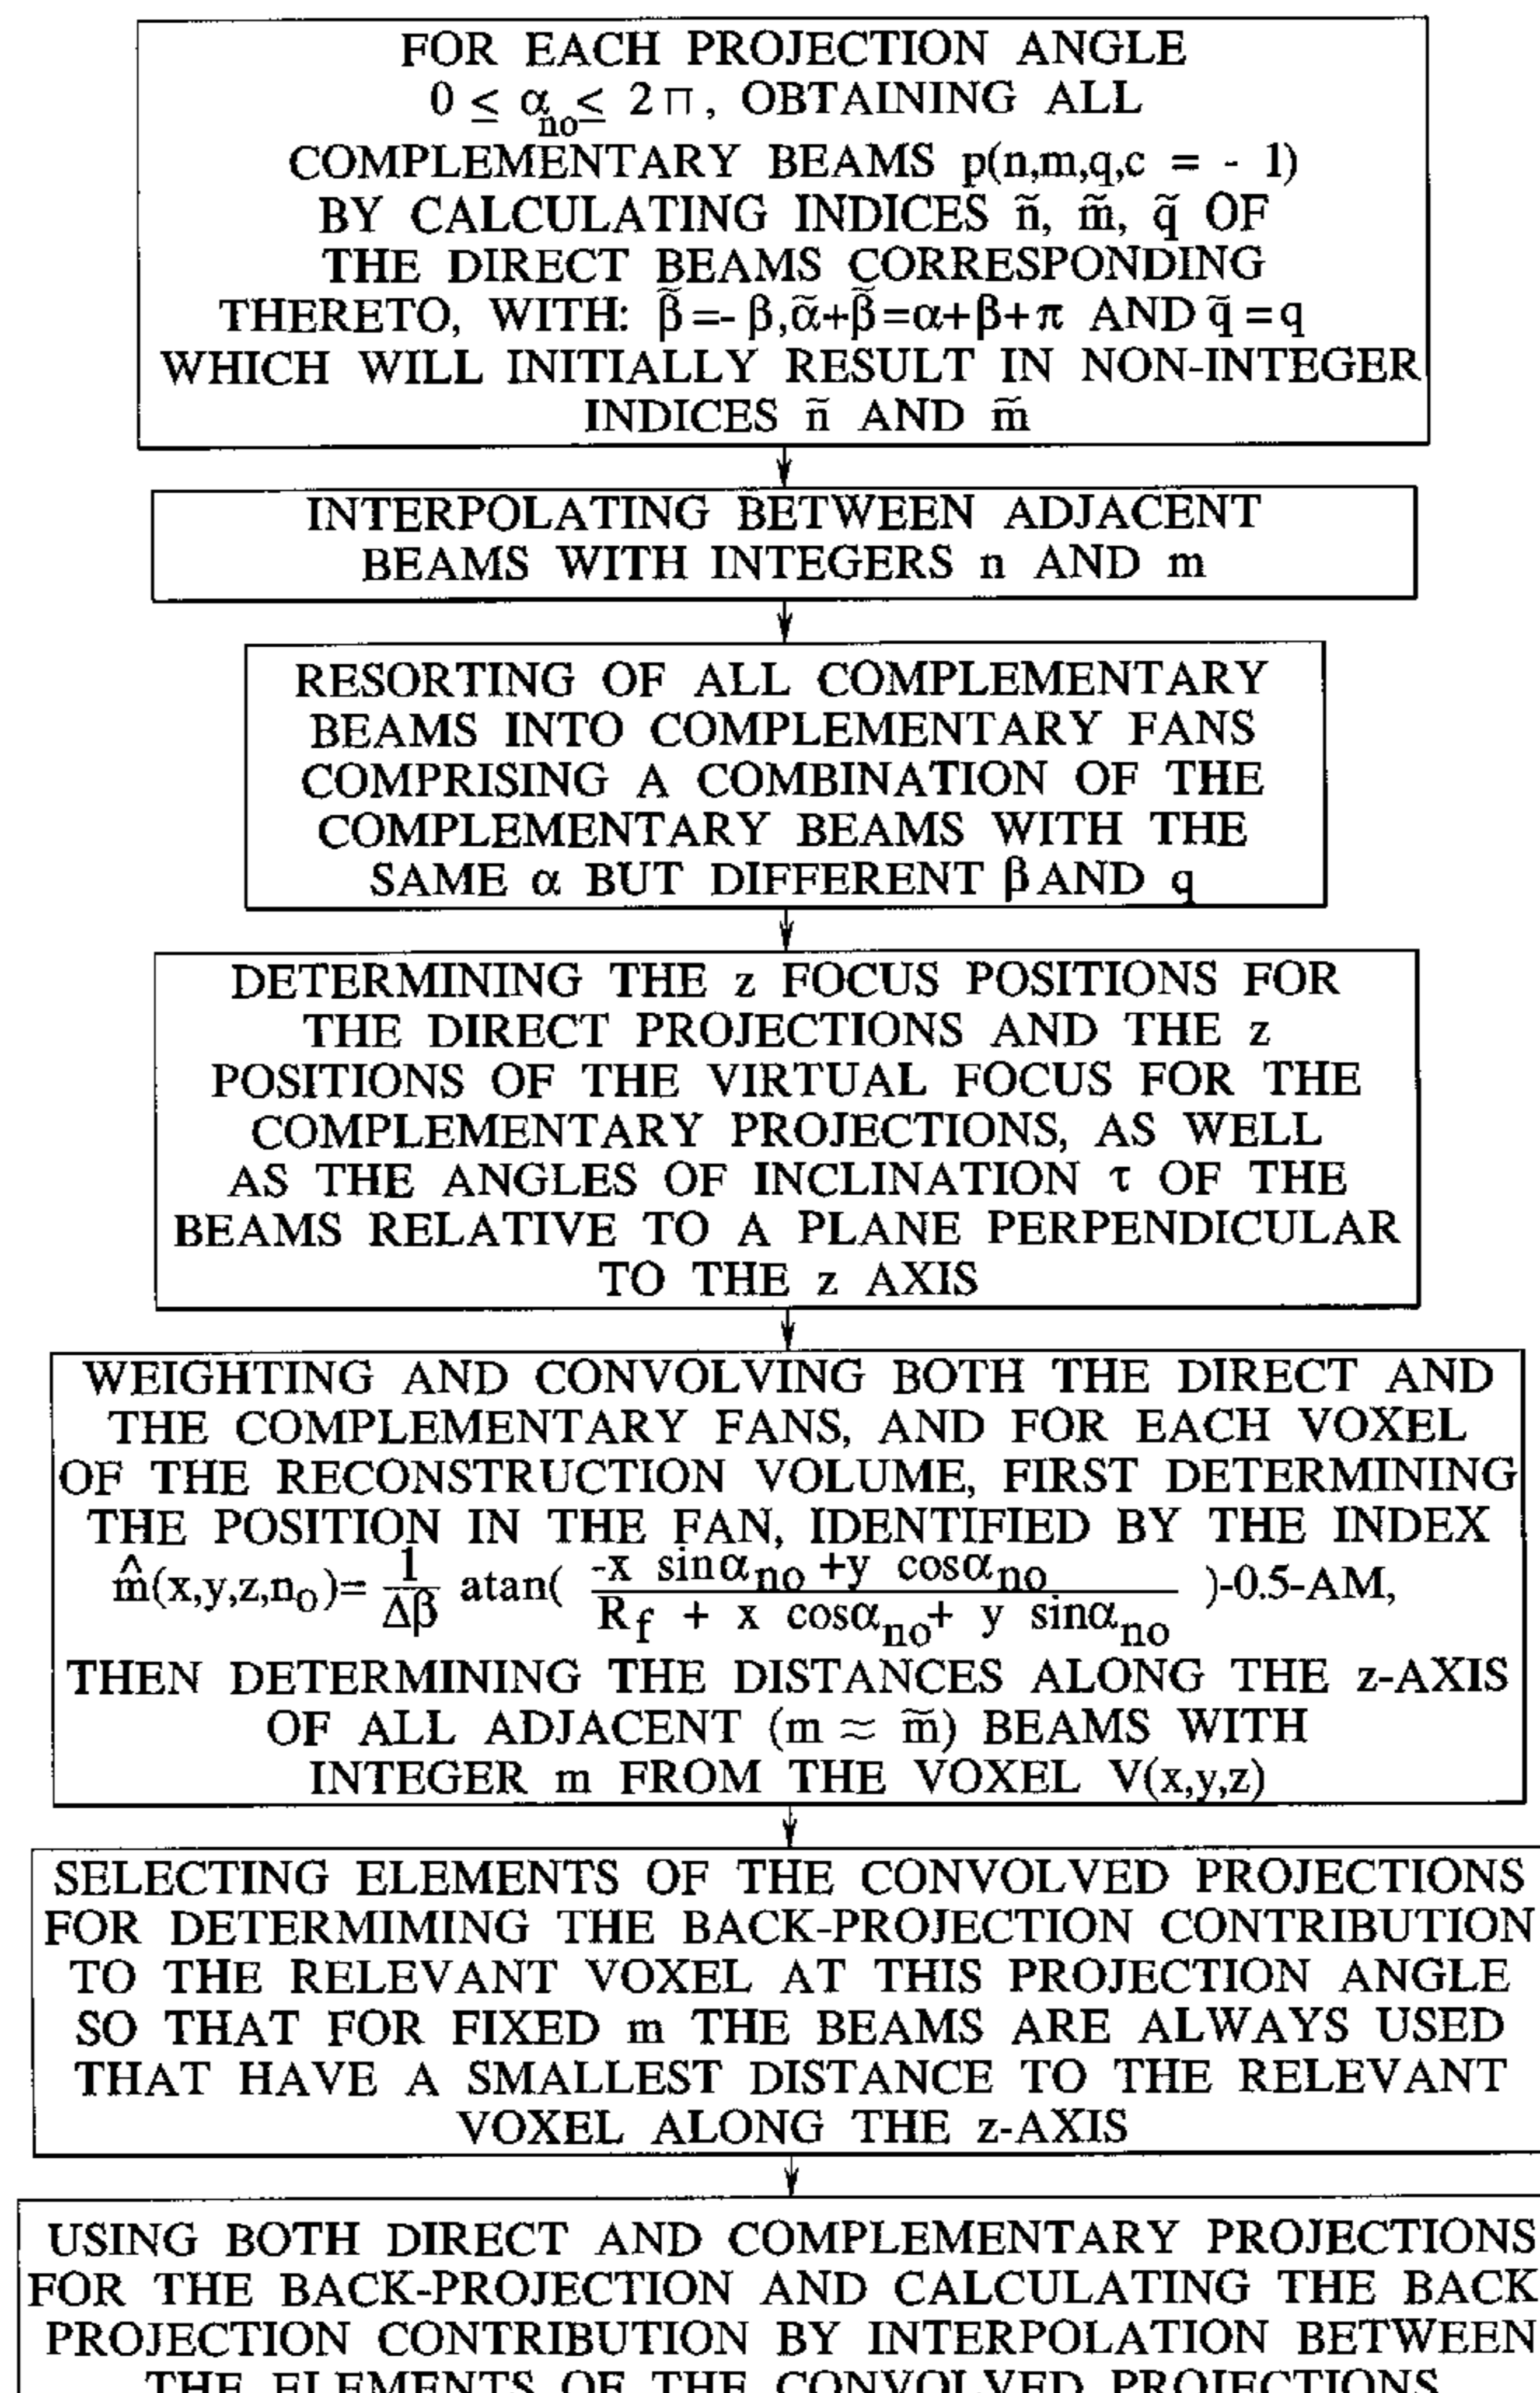 FOR EACH PROJECTION ANGLE
0 ≤ α_no ≤ 2π, OBTAINING ALL
COMPLEMENTARY BEAMS p(n,m,q,c = - 1)
BY CALCULATING INDICES ñ, m̃, q̃ OF
THE DIRECT BEAMS CORRESPONDING
THERETO, WITH: β̃=- β,α̃+β̃=α+β+π AND q̃ =q
WHICH WILL INITIALLY RESULT IN NON-INTEGER
INDICES ñ AND m̃
INTERPOLATING BETWEEN ADJACENT
BEAMS WITH INTEGERS n AND m
RESORTING OF ALL COMPLEMENTARY
BEAMS INTO COMPLEMENTARY FANS
COMPRISING A COMBINATION OF THE
COMPLEMENTARY BEAMS WITH THE
SAME α BUT DIFFERENT β AND q
DETERMINING THE z FOCUS POSITIONS FOR
THE DIRECT PROJECTIONS AND THE z
POSITIONS OF THE VIRTUAL FOCUS FOR THE
COMPLEMENTARY PROJECTIONS, AS WELL
AS THE ANGLES OF INCLINATION τ OF THE
BEAMS RELATIVE TO A PLANE PERPENDICULAR
TO THE z AXIS
WEIGHTING AND CONVOLVING BOTH THE DIRECT AND
THE COMPLEMENTARY FANS, AND FOR EACH VOXEL
OF THE RECONSTRUCTION VOLUME, FIRST DETERMINING
THE POSITION IN THE FAN, IDENTIFIED BY THE INDEX
m̂(x,y,z,n_o)= 1/Δβ atan( (-x sinα_no +y cosα_no)/(R_f + x cosα_no+ y sinα_no) )-0.5-AM,
THEN DETERMINING THE DISTANCES ALONG THE z-AXIS
OF ALL ADJACENT (m ≈ m̃) BEAMS WITH
INTEGER m FROM THE VOXEL V(x,y,z)
SELECTING ELEMENTS OF THE CONVOLVED PROJECTIONS
FOR DETERMIMING THE BACK-PROJECTION CONTRIBUTION
TO THE RELEVANT VOXEL AT THIS PROJECTION ANGLE
SO THAT FOR FIXED m THE BEAMS ARE ALWAYS USED
THAT HAVE A SMALLEST DISTANCE TO THE RELEVANT
VOXEL ALONG THE z-AXIS
USING BOTH DIRECT AND COMPLEMENTARY PROJECTIONS
FOR THE BACK-PROJECTION AND CALCULATING THE BACK
PROJECTION CONTRIBUTION BY INTERPOLATION BETWEEN
THE ELEMENTS OF THE CONVOLVED PROJECTIONS